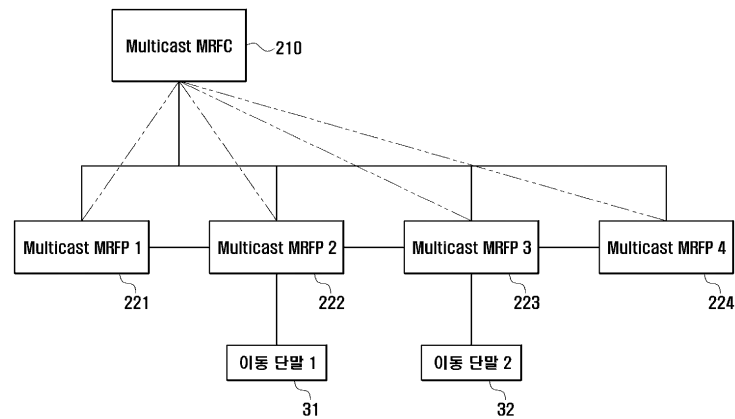 Multicast MRFC
210
Multicast MRFP 1
Multicast MRFP 2
Multicast MRFP 3
Multicast MRFP 4
221
222
223
224
이동 단말 1
이동 단말 2
31
32